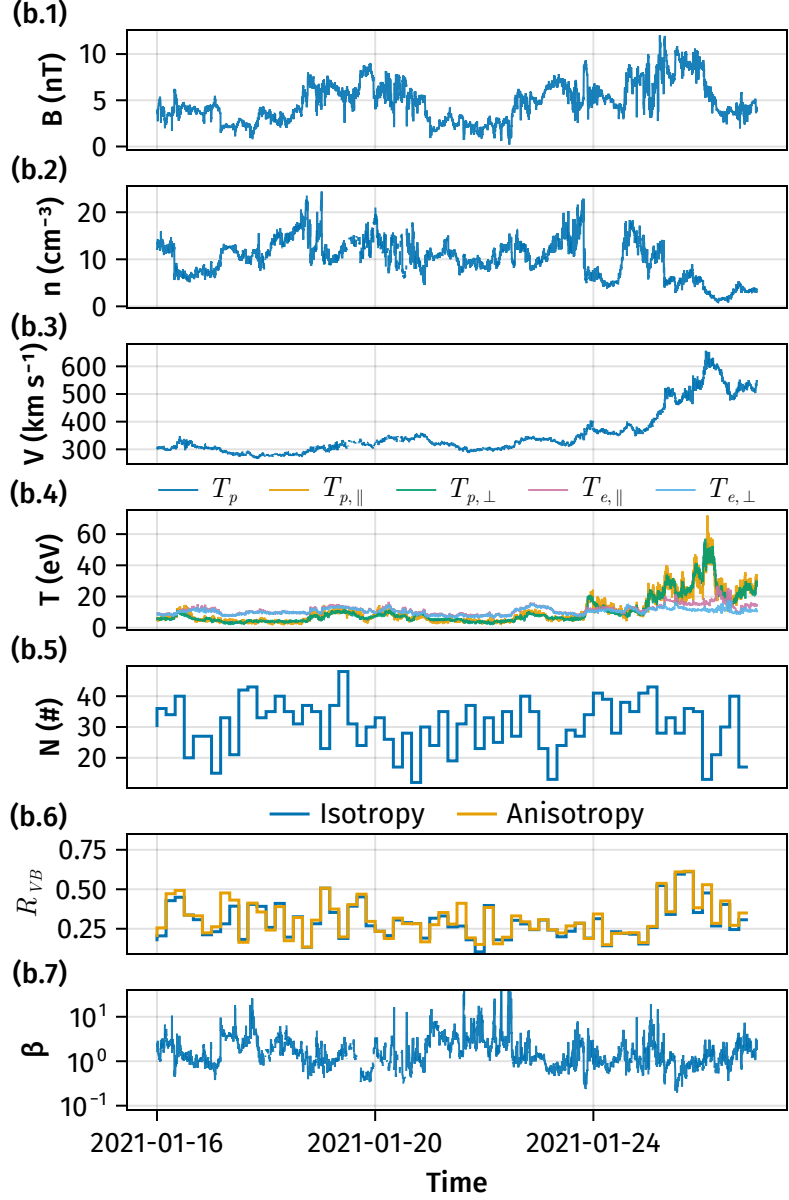 (b.1)
B (nT)
10
5
0
(b.2)
n (cm⁻³)
20
10
0
(b.3)
V (km s⁻¹)
600
500
400
300
(b.4)
T_p T_{p,∥} T_{p,⊥} T_{e,∥} T_{e,⊥}
T (eV)
60
40
20
0
(b.5)
N (#)
40
30
20
(b.6)
Isotropy Anisotropy
R_{VB}
0.75
0.50
0.25
(b.7)
β
10¹
10⁰
10⁻¹
2021-01-16 2021-01-20 2021-01-24
Time